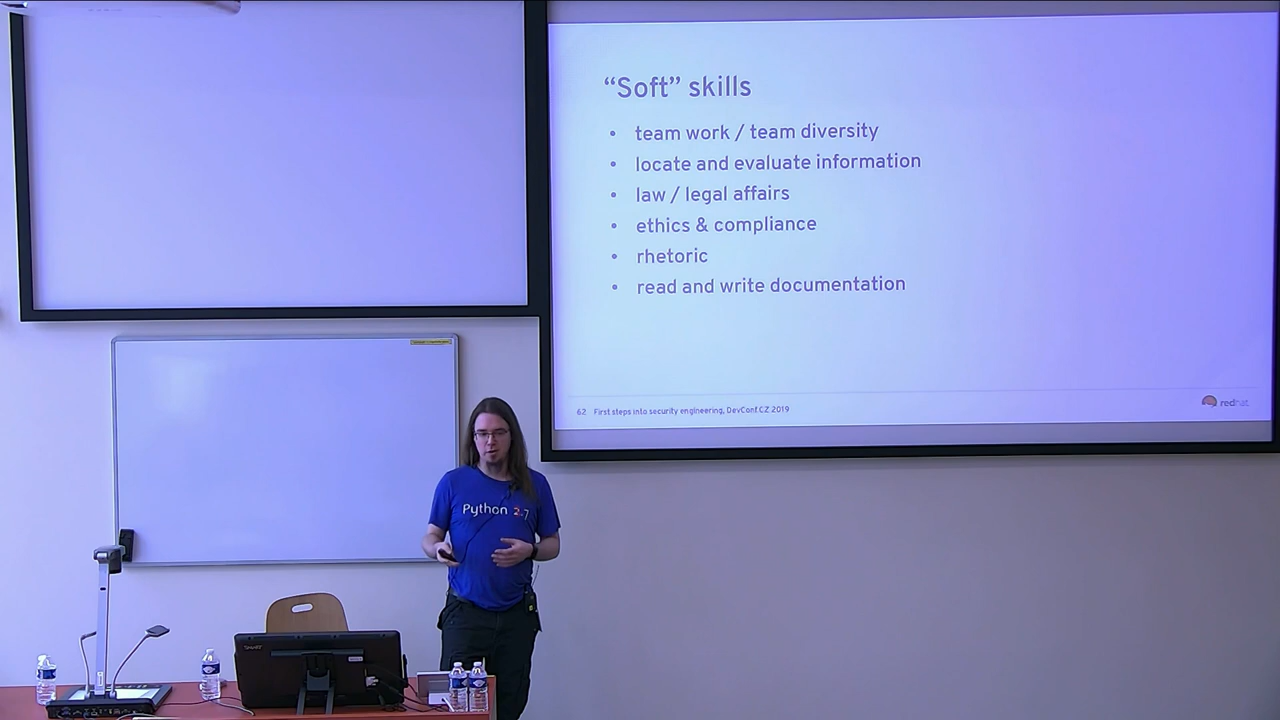 “Soft” skills
• team work / team diversity
• locate and evaluate information
• law / legal affairs
• ethics & compliance
• rhetoric
• read and write documentation
62 First steps into security engineering, DevConf.CZ 2019
redhat
Python 2.7